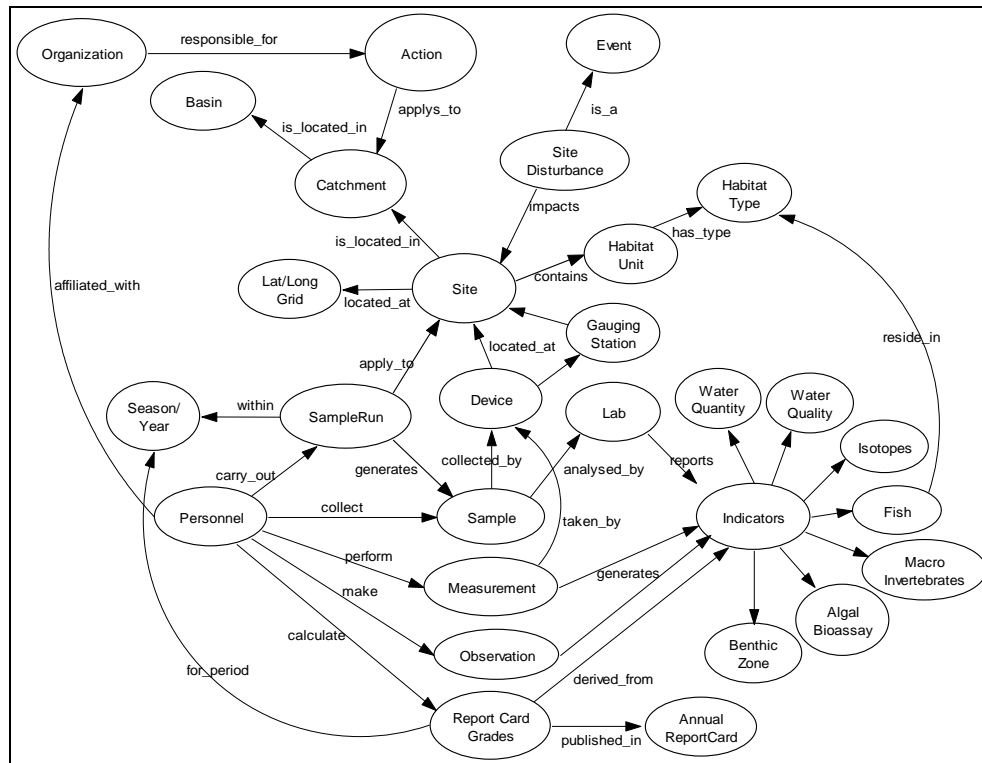 Organization
responsible_for
Action
Event
Basin
applys_to
is_located_in
is_a
Catchment
Site
Disturbance
Habitat
Type
impacts
has_type
is_located_in
Habitat
Unit
affiliated_with
Lat/Long
Grid
located_at
Site
contains
Gauging
Station
reside_in
located_at
apply_to
Season/
Year
within
SampleRun
Device
Lab
Water
Quantity
Water
Quality
Isotopes
carry_out
generates
collected_by
analysed_by
reports
Personnel
collect
Sample
taken_by
Indicators
Fish
perform
Measurement
generates
Macro
Invertebrates
make
calculate
Observation
Algal
Bioassay
Benthic
Zone
for_period
derived_from
Report Card
Grades
published_in
Annual
ReportCard